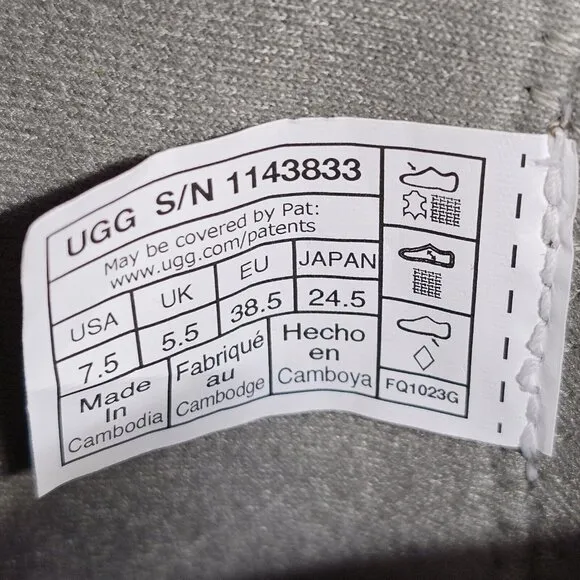 UGG S/N 1143833
May be covered by Pat:
www.ugg.com/patents
USA UK EU JAPAN
7.5 5.5 38.5 24.5
Made
In
Cambodia
Fabriqué
au
Cambodge
Hecho
en
Camboya
FQ1023G